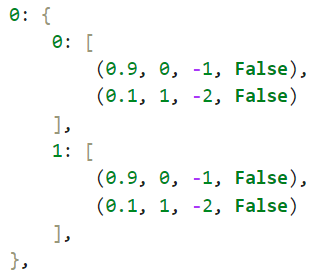 0: {
    0: [
        (0.9, 0, -1, False),
        (0.1, 1, -2, False)
    ],
    1: [
        (0.9, 0, -1, False),
        (0.1, 1, -2, False)
    ],
},